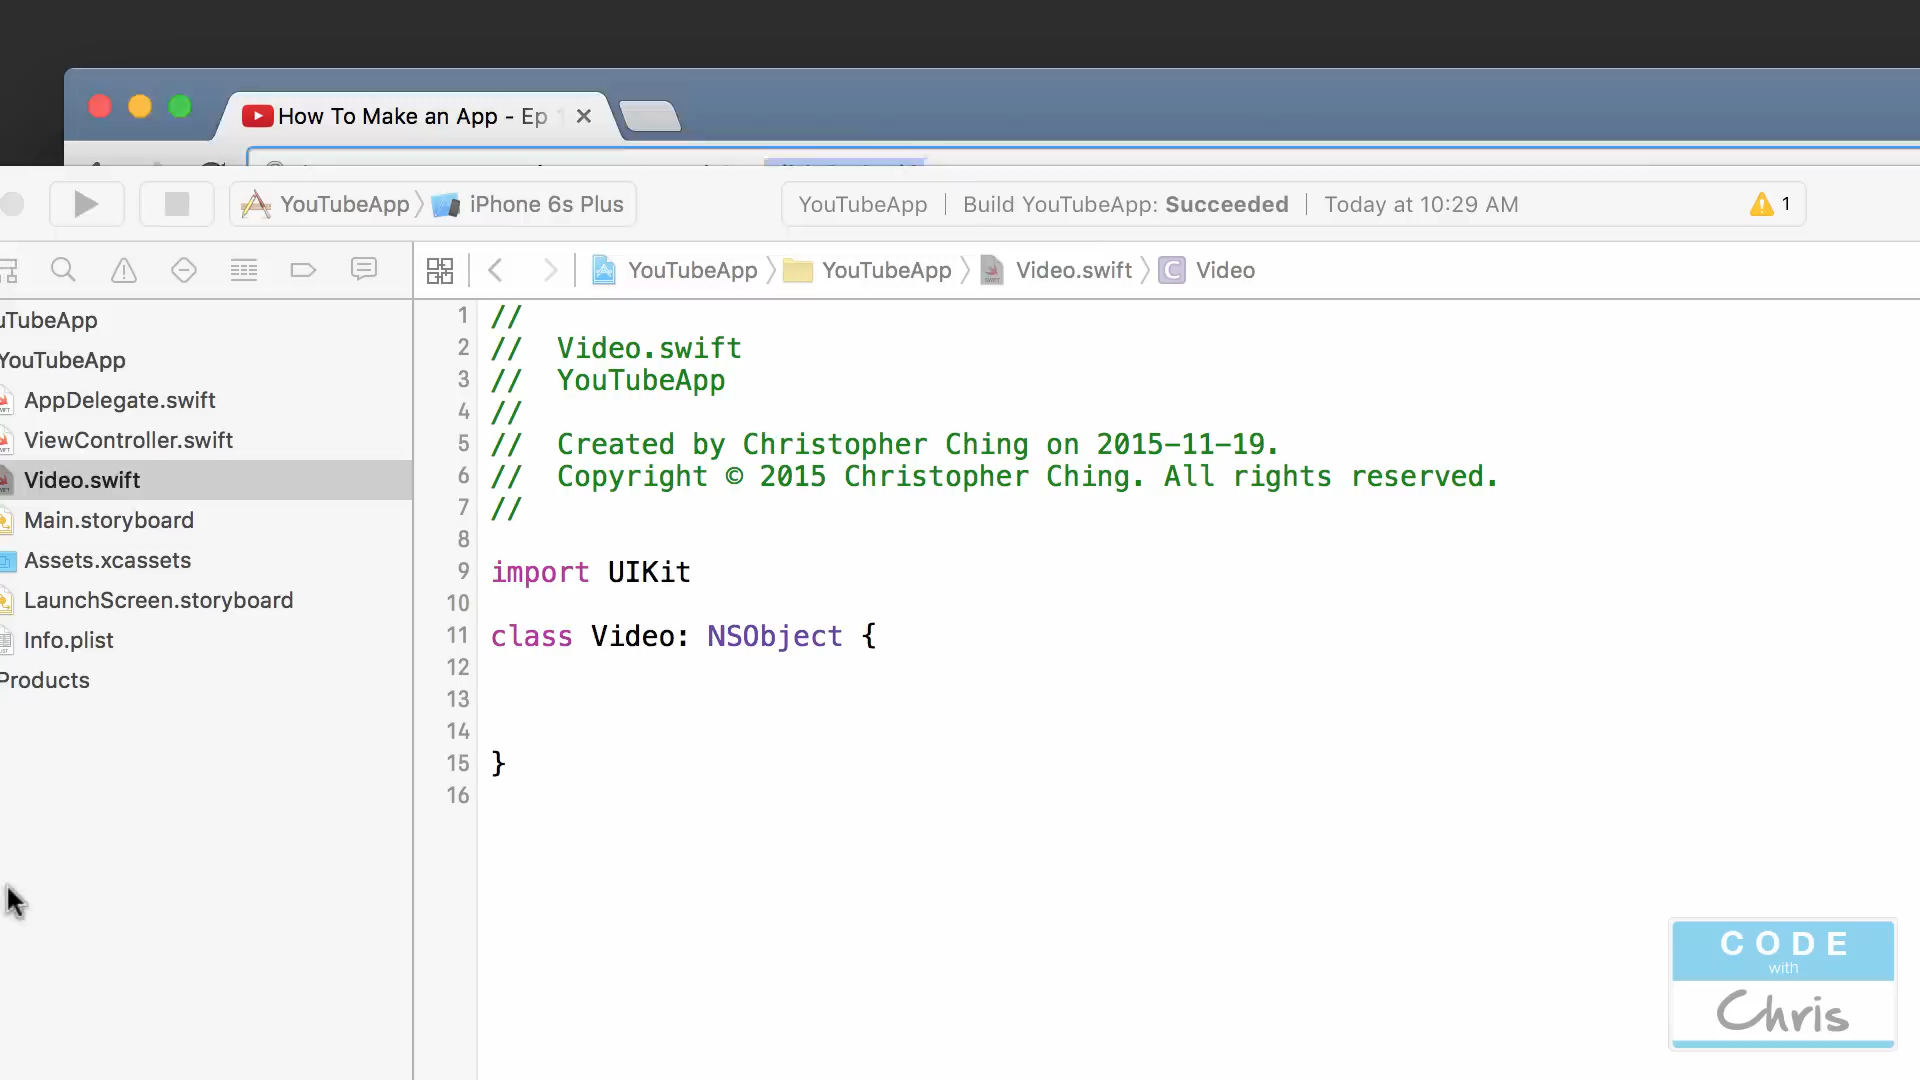 How To Make an App - Ep
YouTubeApp iPhone 6s Plus
YouTubeApp | Build YouTubeApp: Succeeded | Today at 10:29 AM
1
YouTubeApp YouTubeApp Video.swift C Video
uTubeApp
YouTubeApp
AppDelegate.swift
ViewController.swift
Video.swift
Main.storyboard
Assets.xcassets
LaunchScreen.storyboard
Info.plist
Products
1 //
2 // Video.swift
3 // YouTubeApp
4 //
5 // Created by Christopher Ching on 2015-11-19.
6 // Copyright © 2015 Christopher Ching. All rights reserved.
7 //
8
9 import UIKit
10
11 class Video: NSObject {
12
13
14
15 }
16
CODE
with
Chris